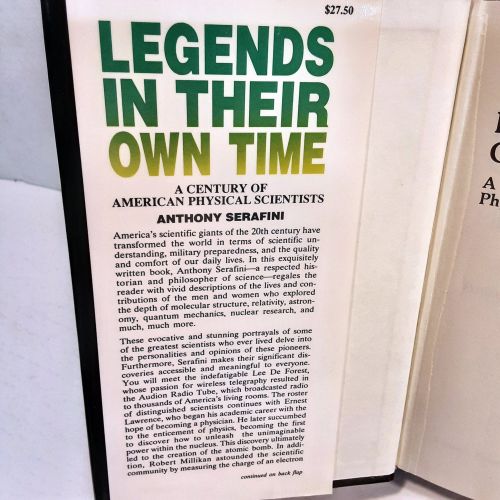 $27.50
LEGENDS
IN THEIR
OWN TIME
A CENTURY OF
AMERICAN PHYSICAL SCIENTISTS
ANTHONY SERAFINI
America's scientific giants of the 20th century have
transformed the world in terms of scientific un-
derstanding, military preparedness, and the quality
and comfort of our daily lives. In this exquisitely
written book, Anthony Serafini—a respected his-
torian and philosopher of science—regales the
reader with vivid descriptions of the lives and con-
tributions of the men and women who explored
the depth of molecular structure, relativity, astron-
omy, quantum mechanics, nuclear research, and
much, much more.
These evocative and stunning portrayals of some
of the greatest scientists who ever lived delve into
the personalities and opinions of these pioneers.
Furthermore, Serafini makes their significant dis-
coveries accessible and meaningful to everyone.
You will meet the indefatigable Lee De Forest,
whose passion for wireless telegraphy resulted in
the Audion Radio Tube, which broadcasted radio
to thousands of America's living rooms. The roster
of distinguished scientists continues with Ernest
Lawrence, who began his academic career with the
hope of becoming a physician. He later succumbed
to the enticement of physics, becoming the first
to discover how to unleash the unimaginable
power within the nucleus. This discovery ultimately
led to the creation of the atomic bomb. In addi-
tion, Robert Millikan astounded the scientific
community by measuring the charge of an electron
continued on back flap
A
Ph